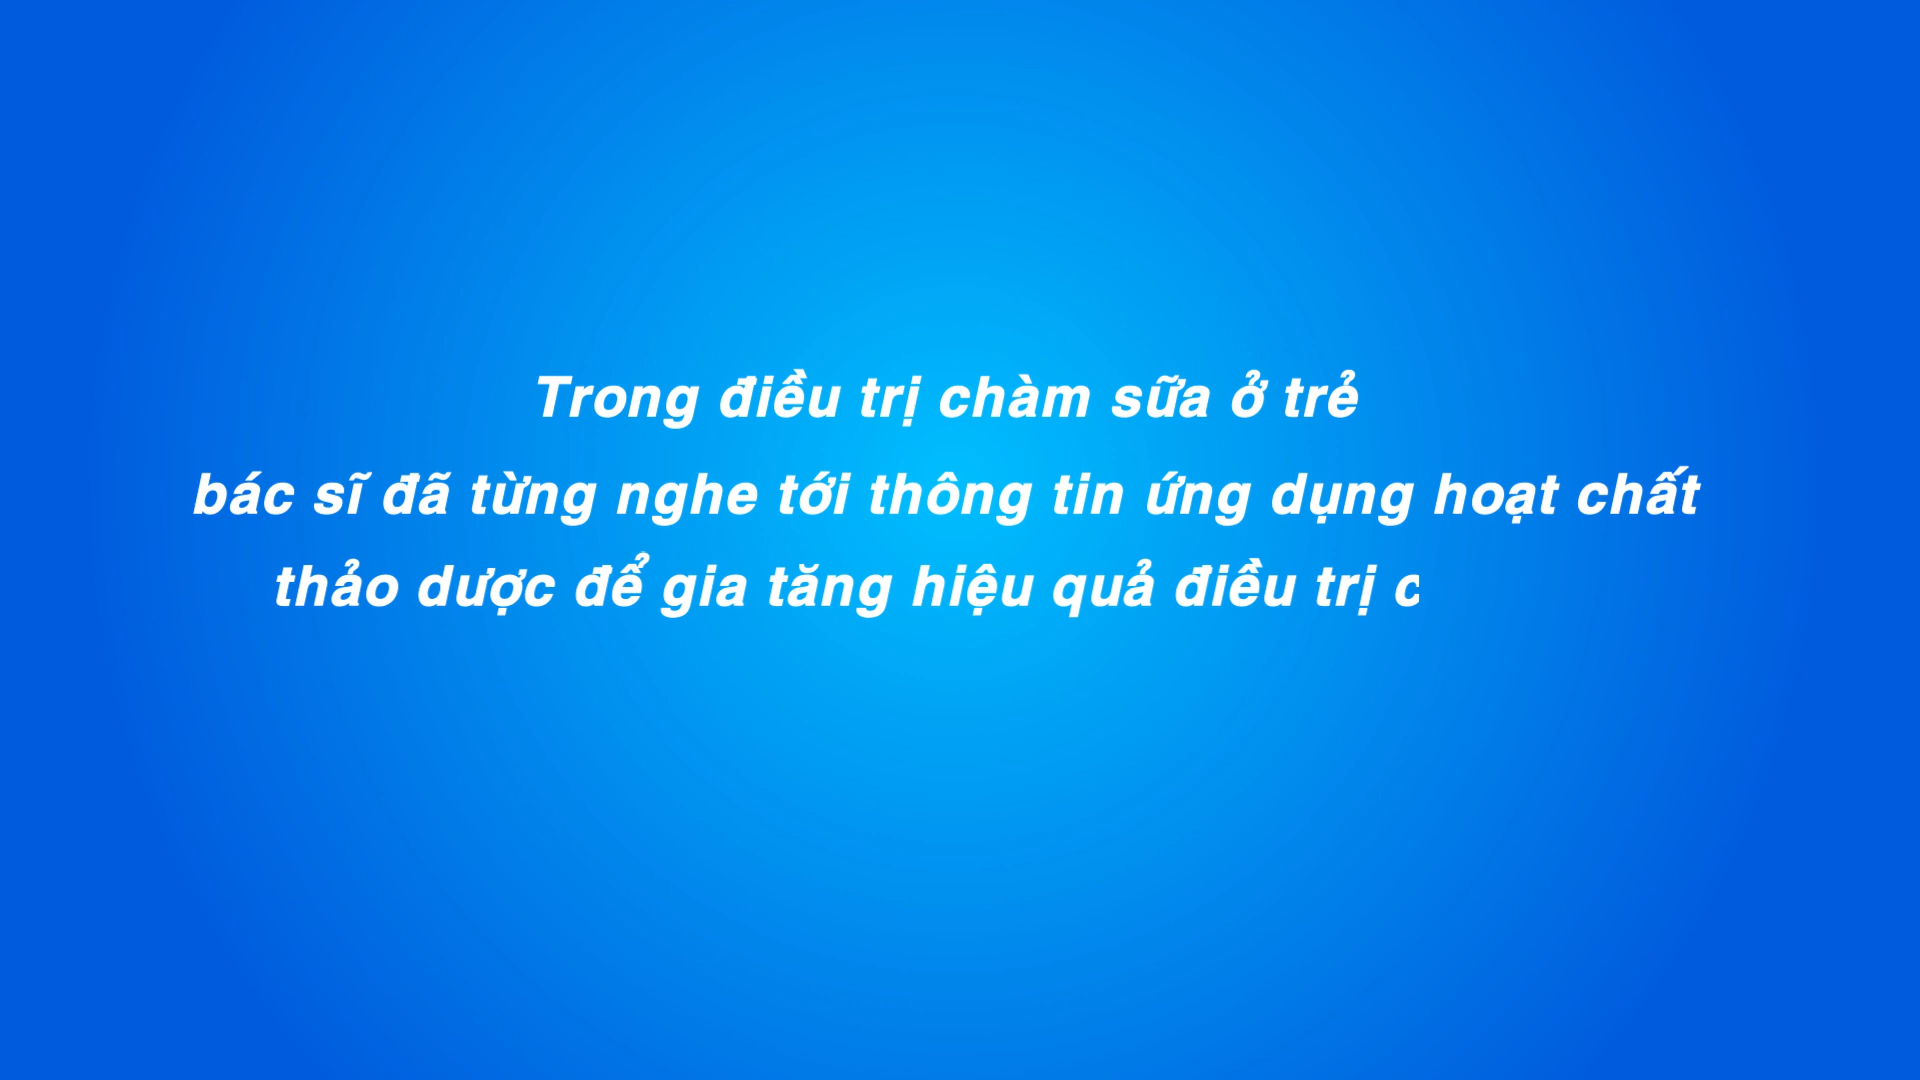 Trong điều trị chàm sữa ở trẻ
bác sĩ đã từng nghe tới thông tin ứng dụng hoạt chất
thảo dược để gia tăng hiệu quả điều trị